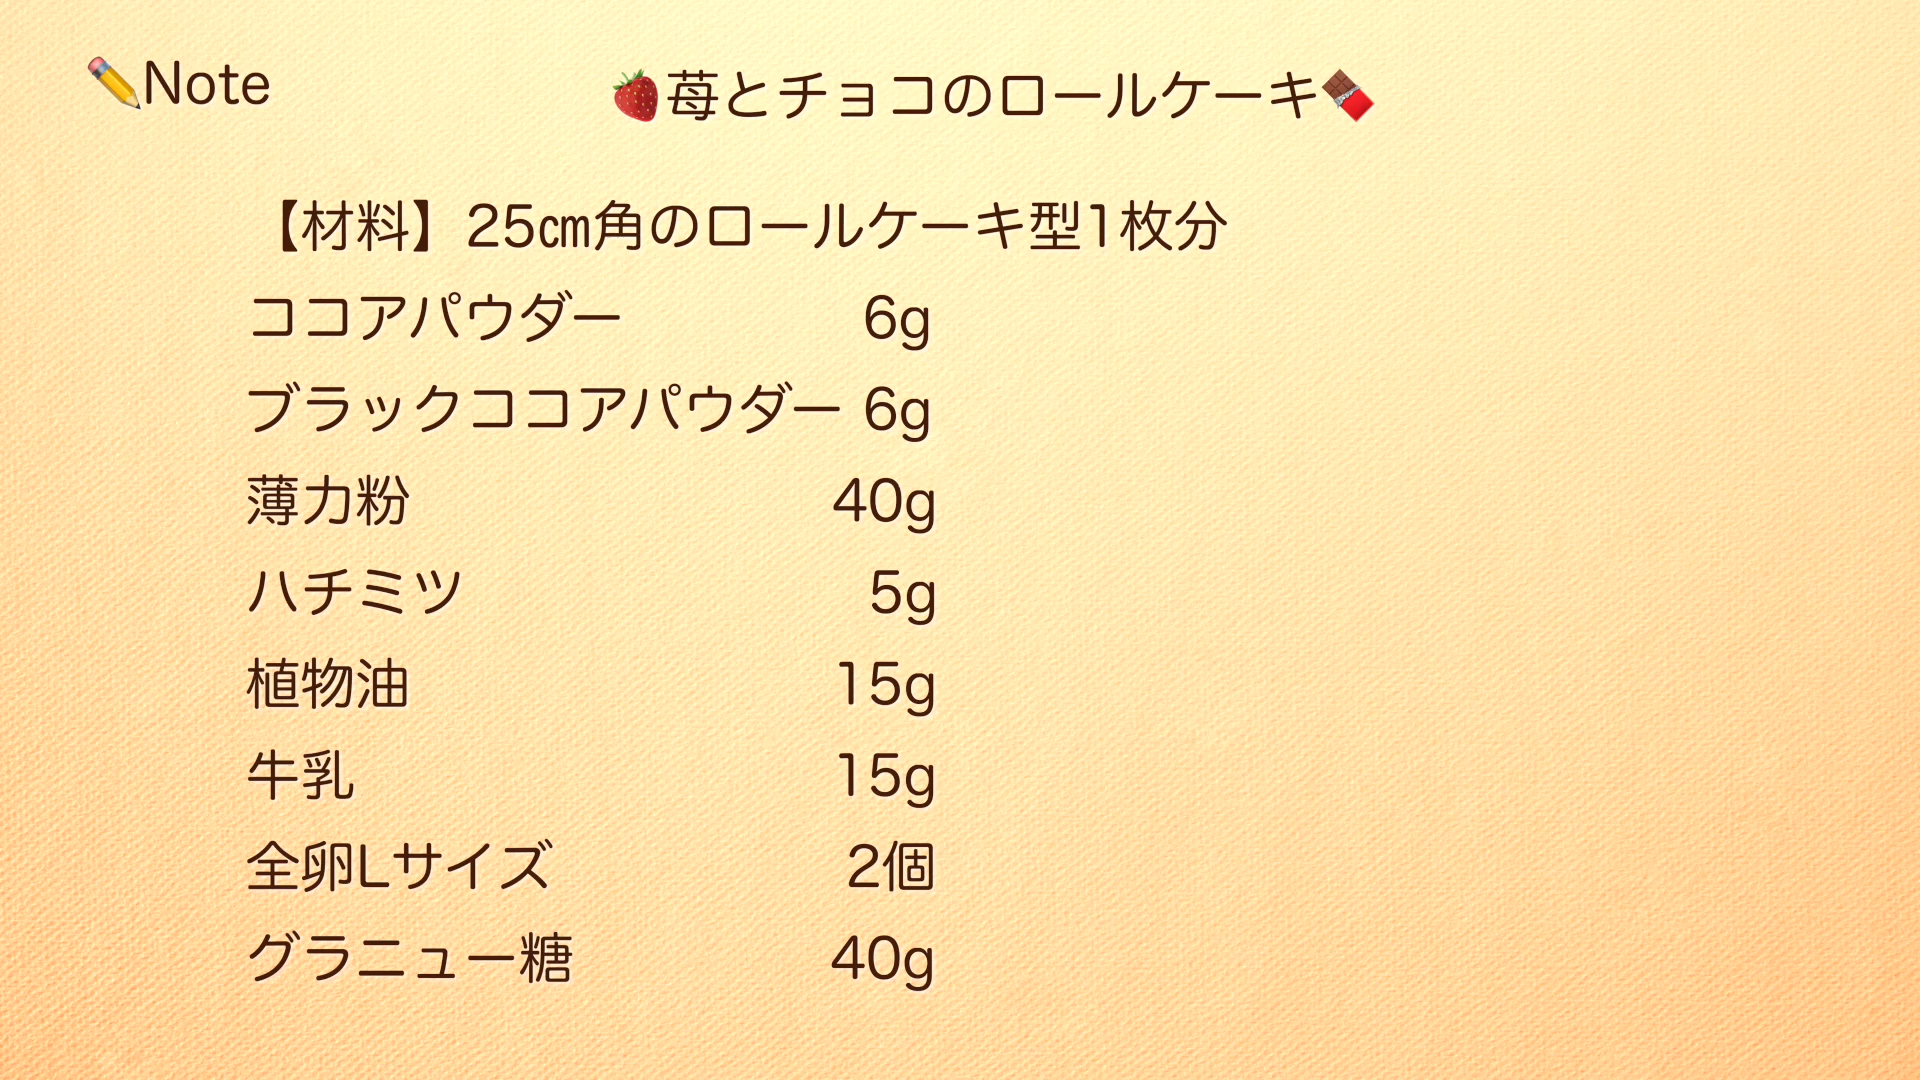 ✏️Note
🍓苺とチョコのロールケーキ🍫
【材料】25㎝角のロールケーキ型1枚分
ココアパウダー 6g
ブラックココアパウダー 6g
薄力粉 40g
ハチミツ 5g
植物油 15g
牛乳 15g
全卵Lサイズ 2個
グラニュー糖 40g